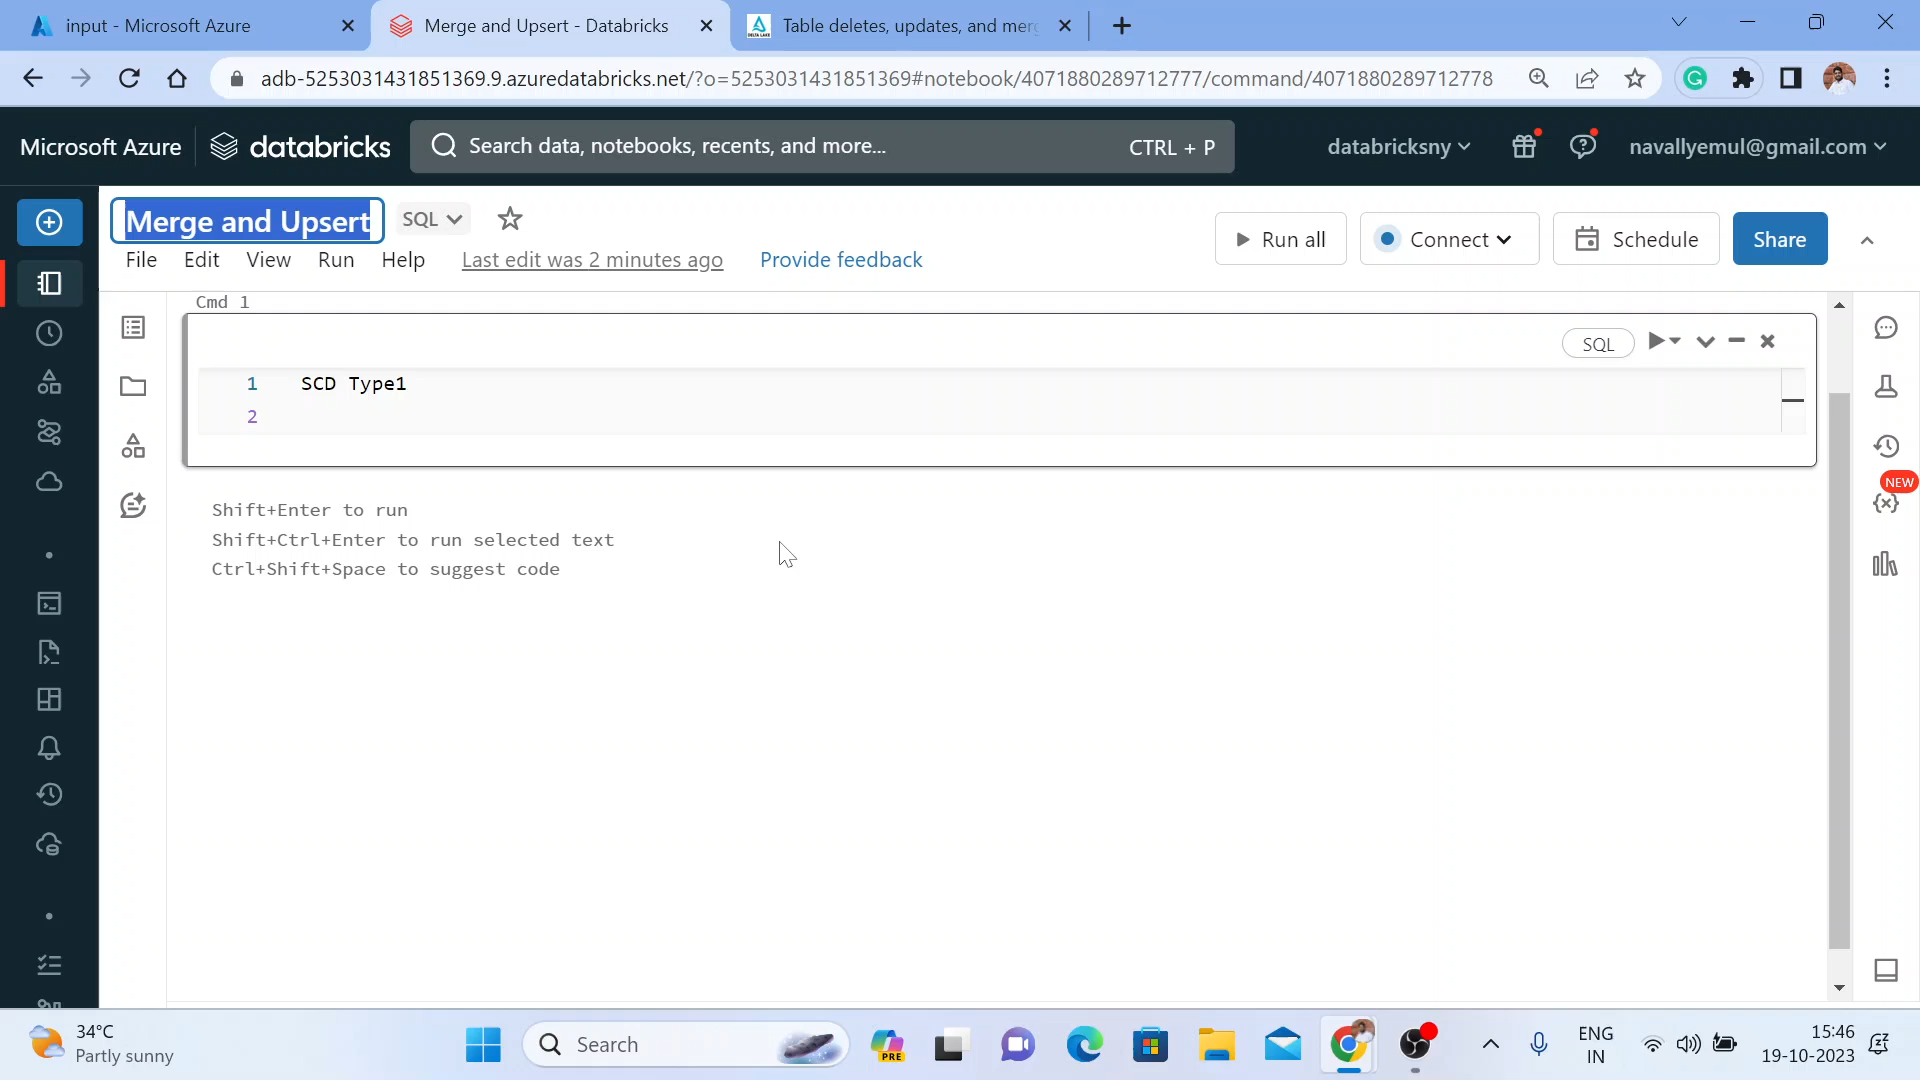 input - Microsoft Azure
Merge and Upsert - Databricks
Table deletes, updates, and mer
adb-5253031431851369.9.azuredatabricks.net/?o=5253031431851369#notebook/4071880289712777/command/4071880289712778
Microsoft Azure
databricks
Search data, notebooks, recents, and more...
CTRL + P
databricksny
navallyemul@gmail.com
Merge and Upsert
SQL
File Edit View Run Help
Last edit was 2 minutes ago
Provide feedback
Run all
Connect
Schedule
Share
Cmd 1
SQL
1 SCD Type1
2
NEW
Shift+Enter to run
Shift+Ctrl+Enter to run selected text
Ctrl+Shift+Space to suggest code
34°C
Partly sunny
Search
PRE
ENG
IN
15:46
19-10-2023